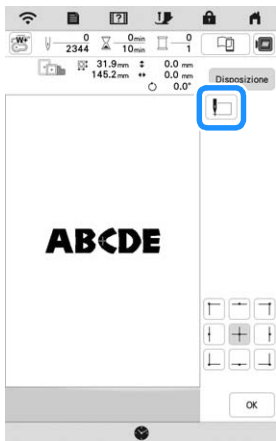 W+ 0 2344 0min 10min 0 1
31.9mm 0.0 mm
145.2mm 0.0 mm
0.0°
Disposizione
ABCDE
OK